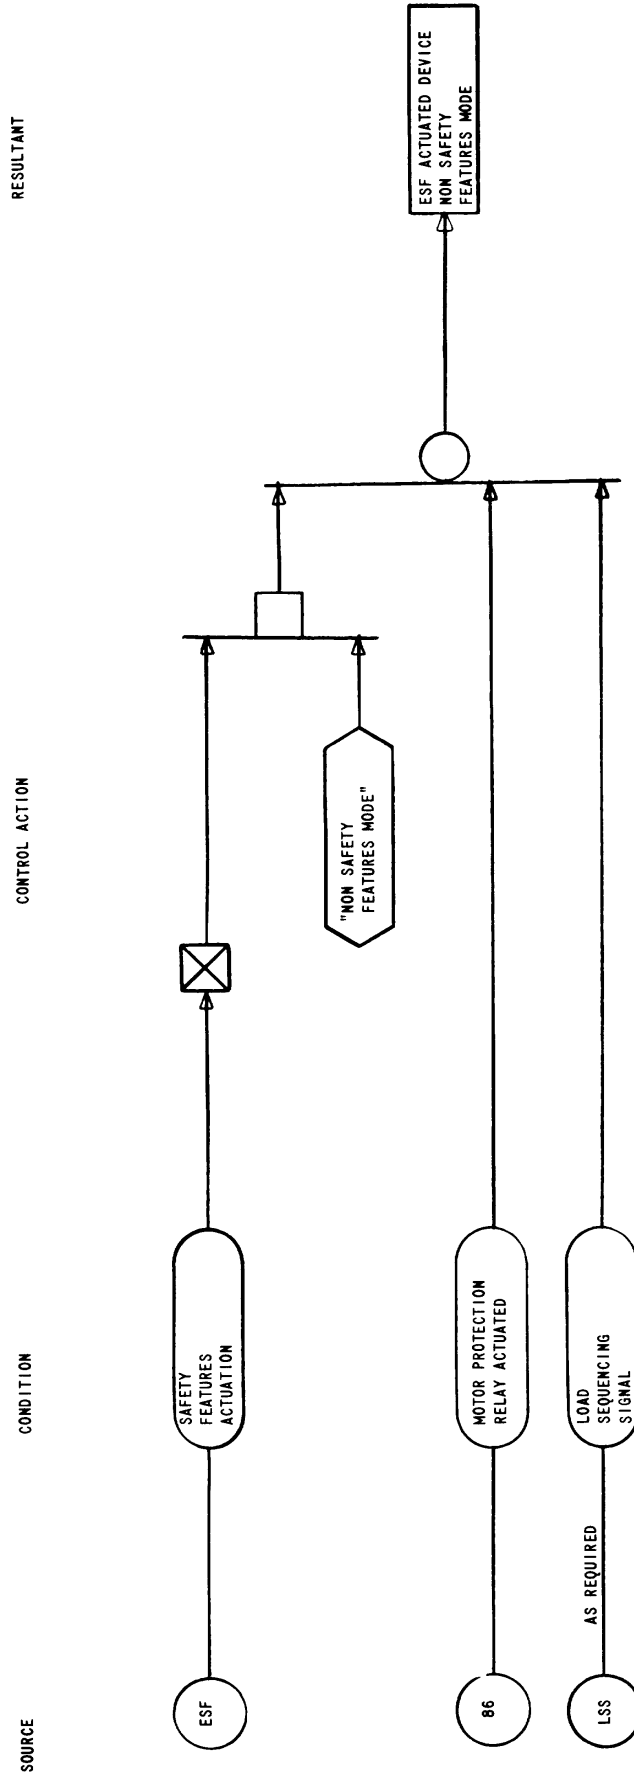 SOURCE
CONDITION
CONTROL ACTION
RESULTANT
ESF
SAFETY
FEATURES
ACTUATION
"NON SAFETY
FEATURES MODE"
ESF ACTUATED DEVICE
NON SAFETY
FEATURES MODE
86
MOTOR PROTECTION
RELAY ACTUATED
LSS
AS REQUIRED
LOAD
SEQUENCING
SIGNAL